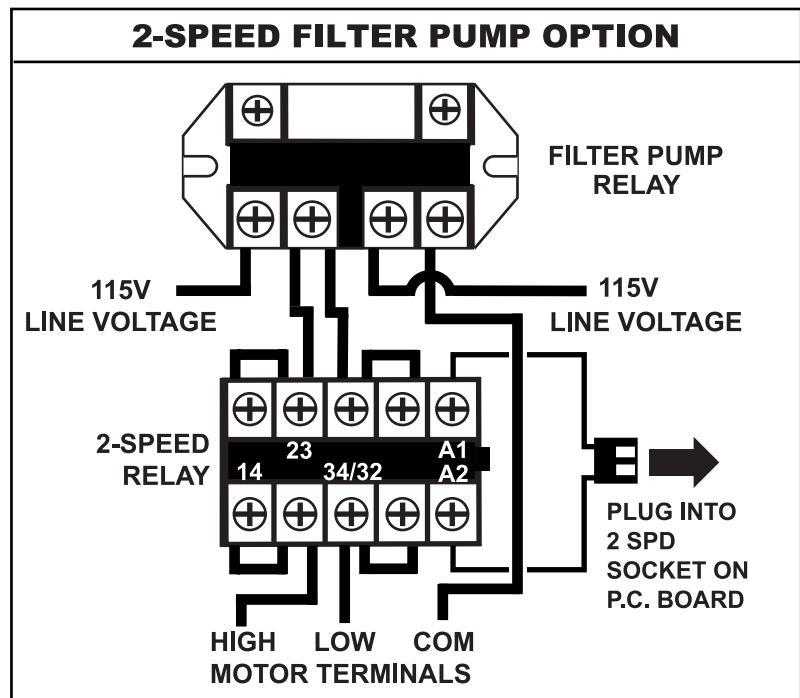 2-SPEED FILTER PUMP OPTION
FILTER PUMP
RELAY
115V
LINE VOLTAGE
115V
LINE VOLTAGE
2-SPEED
RELAY
23
14
34/32
A1
A2
PLUG INTO
2 SPD
SOCKET ON
P.C. BOARD
HIGH LOW COM
MOTOR TERMINALS